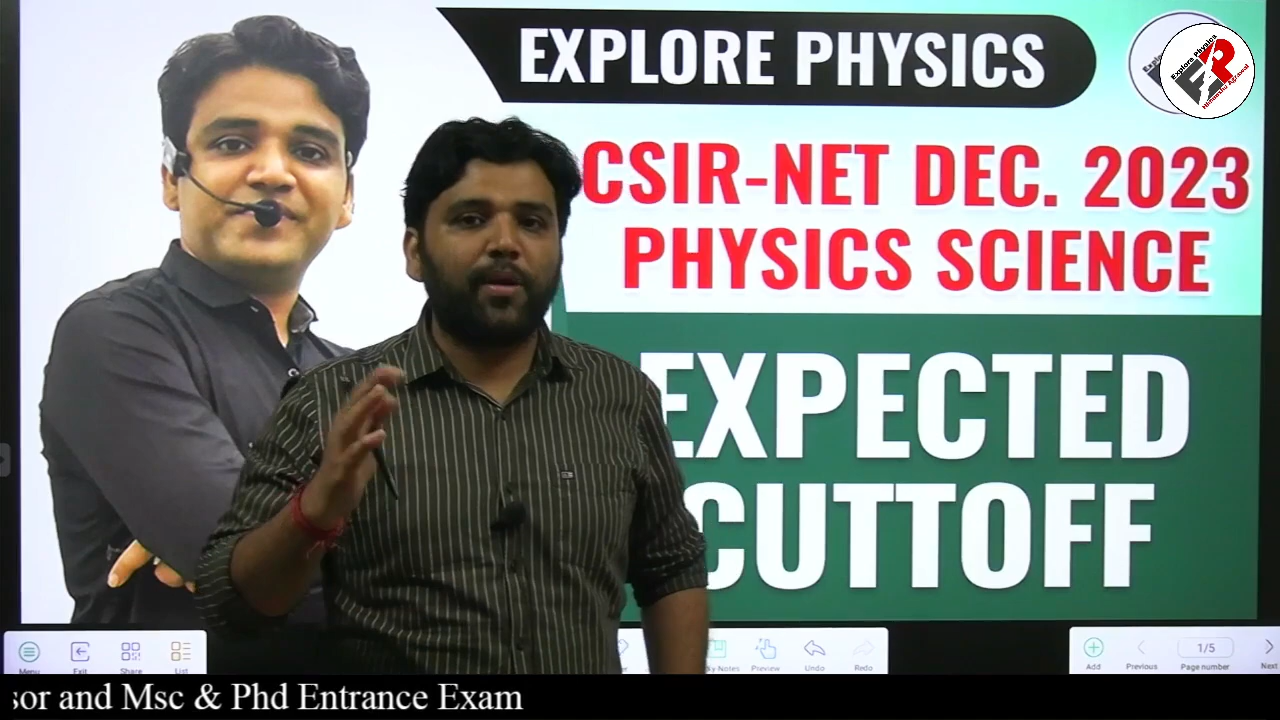 EXPLORE PHYSICS
Explore Physics
CSIR-NET DEC. 2023
PHYSICS SCIENCE
EXPECTED
CUTTOFF
Menu
Exit
Share
List
Preview
Undo
Redo
Add
Previous
1/5
Page number
Next
and Msc & Phd Entrance Exam